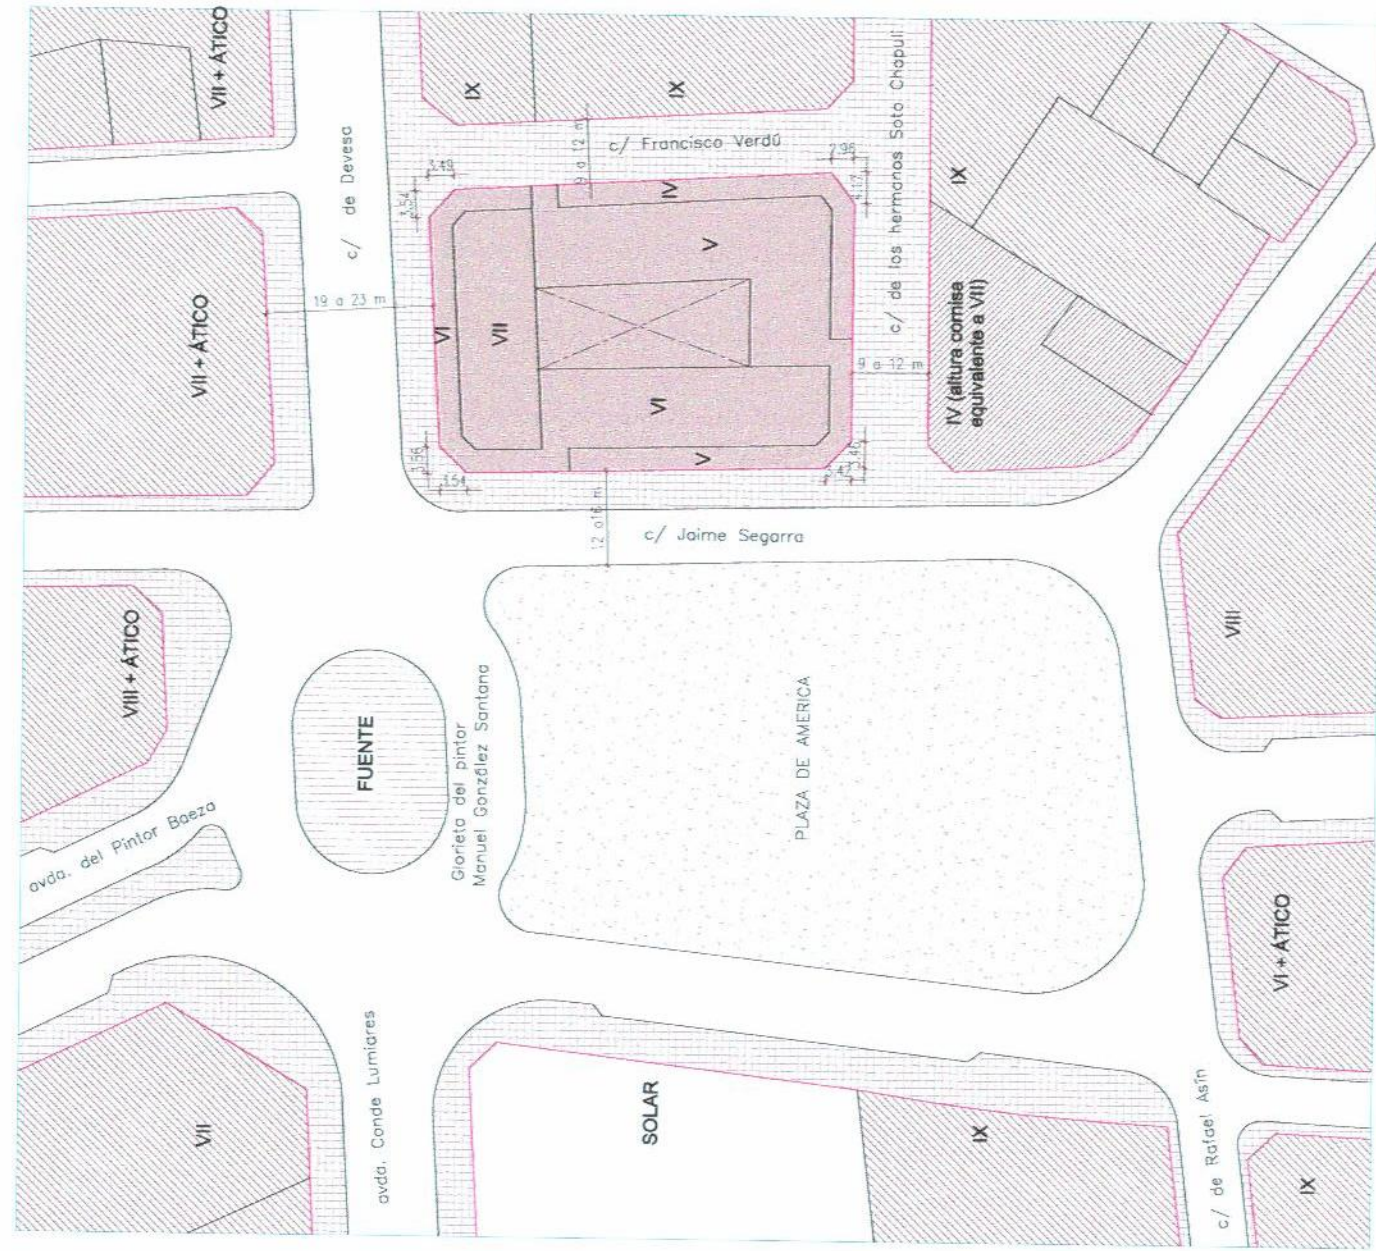 VII + ÁTICO
c/ de Devesa
IX
IX
c/ Francisco Verdú
9 a 12 m
c/ de los hermanos Soto Chapuli
IX
2.96
4.17
3.49
3.54
IV
V
VII + ÁTICO
19 a 23 m
VI
VII
VI
V
9 a 12 m
IV (altura cornisa
equivalente a VII)
3.56
3.54
3.47
3.46
12 a 16 m
c/ Jaime Segarra
VIII + ÁTICO
FUENTE
Glorieta del pintor
Manuel González Santana
PLAZA DE AMERICA
VIII
avda. del Pintor Baeza
VII
avda. Conde Lumiares
SOLAR
IX
VI + ÁTICO
c/ de Rafael Asín
IX